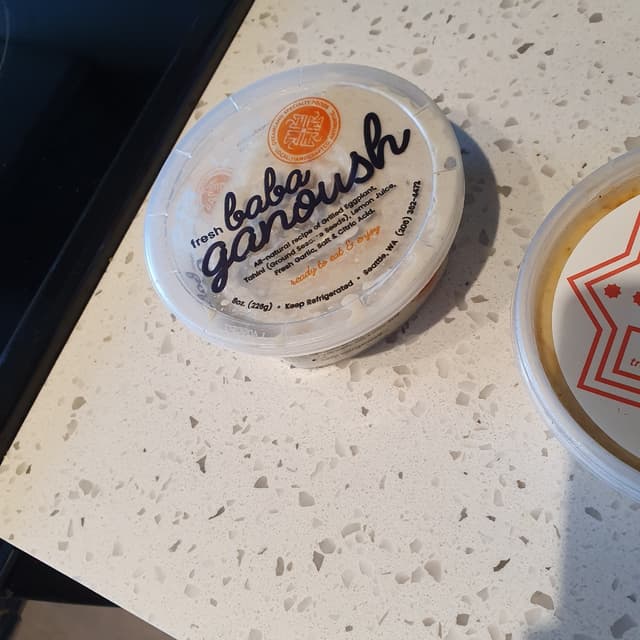 fresh baba
ganoush
All-natural recipe of Grilled Eggplant,
Tahini (Ground Sesame Seeds), Lemon Juice,
Fresh Garlic, Salt & Citric Acid.
ready to eat & enjoy
8oz. (228g) • Keep Refrigerated • Seattle, WA